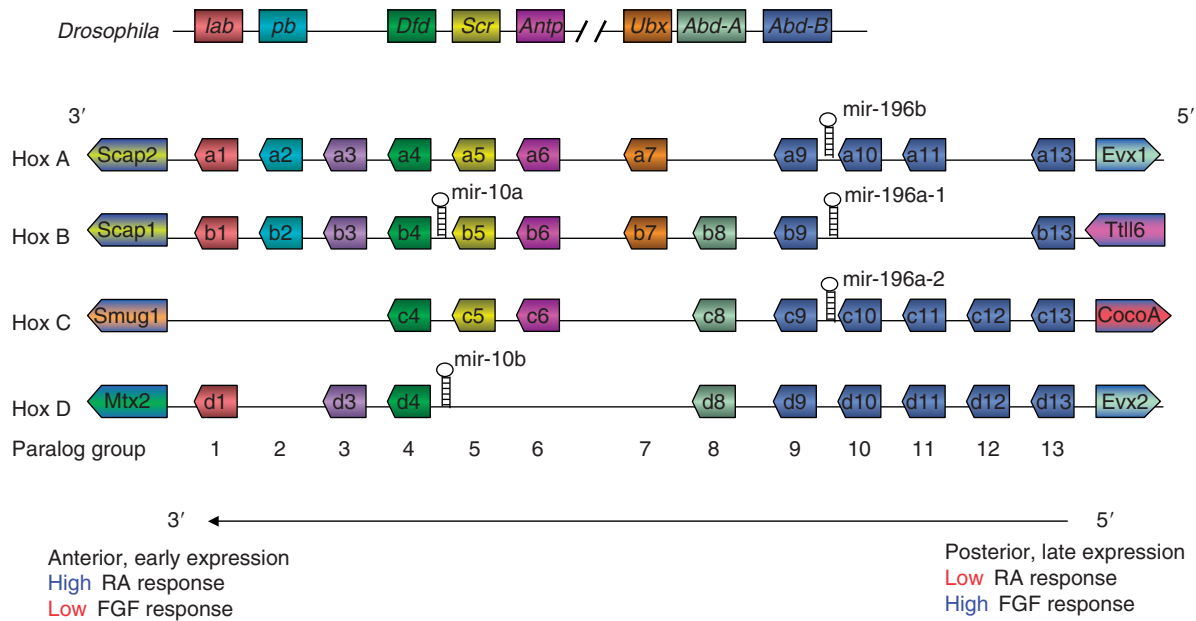 Drosophila lab pb Dfd Scr Antp Ubx Abd-A Abd-B
3′ 5′
mir-196b
Hox A Scap2 a1 a2 a3 a4 a5 a6 a7 a9 a10 a11 a13 Evx1
mir-10a mir-196a-1
Hox B Scap1 b1 b2 b3 b4 b5 b6 b7 b8 b9 b13 Ttll6
mir-196a-2
Hox C Smug1 c4 c5 c6 c8 c9 c10 c11 c12 c13 CocoA
mir-10b
Hox D Mtx2 d1 d3 d4 d8 d9 d10 d11 d12 d13 Evx2
Paralog group 1 2 3 4 5 6 7 8 9 10 11 12 13
3′ 5′
Anterior, early expression
High RA response
Low FGF response
Posterior, late expression
Low RA response
High FGF response